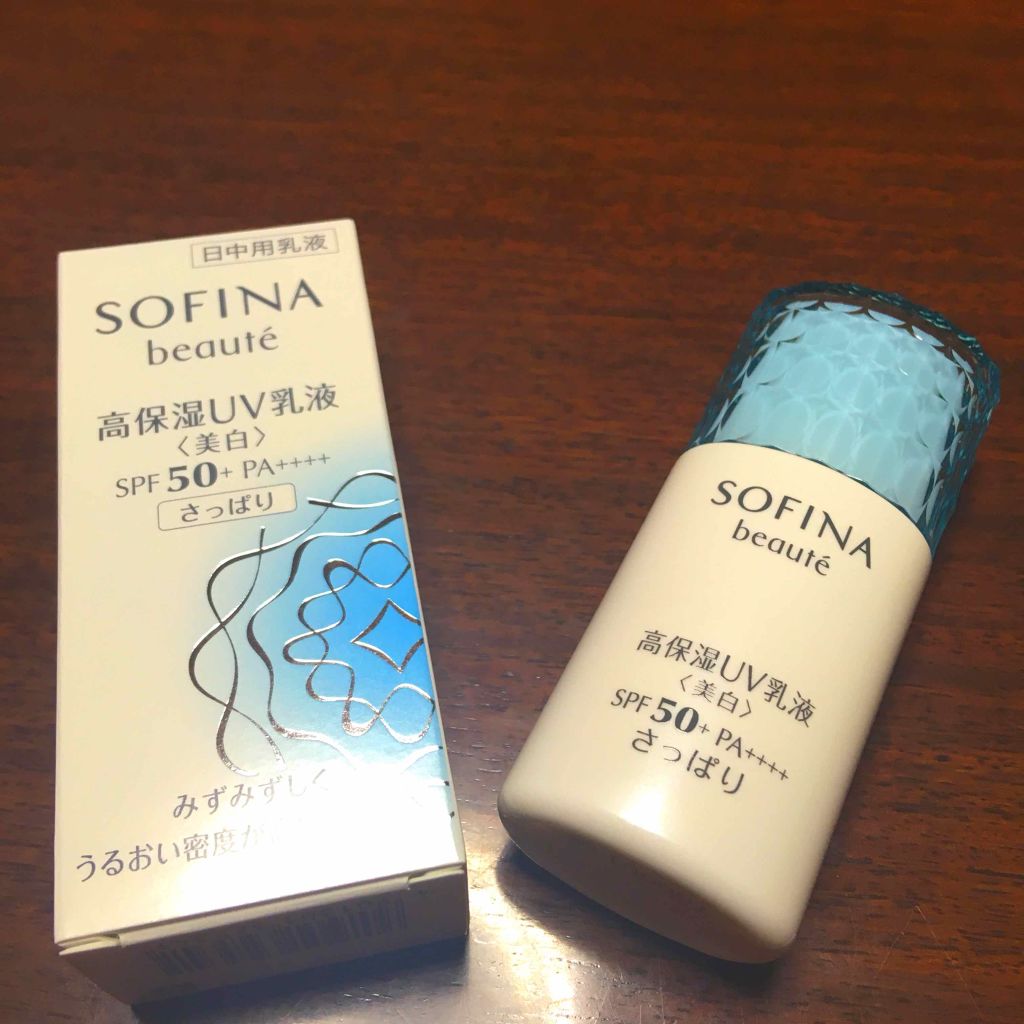 日中用乳液
SOFINA
beauté
高保湿UV乳液
〈美白〉
SPF 50+ PA++++
さっぱり
みずみずしく
うるおい密度が
SOFINA
beauté
高保湿UV乳液
〈美白〉
SPF 50+ PA++++
さっぱり